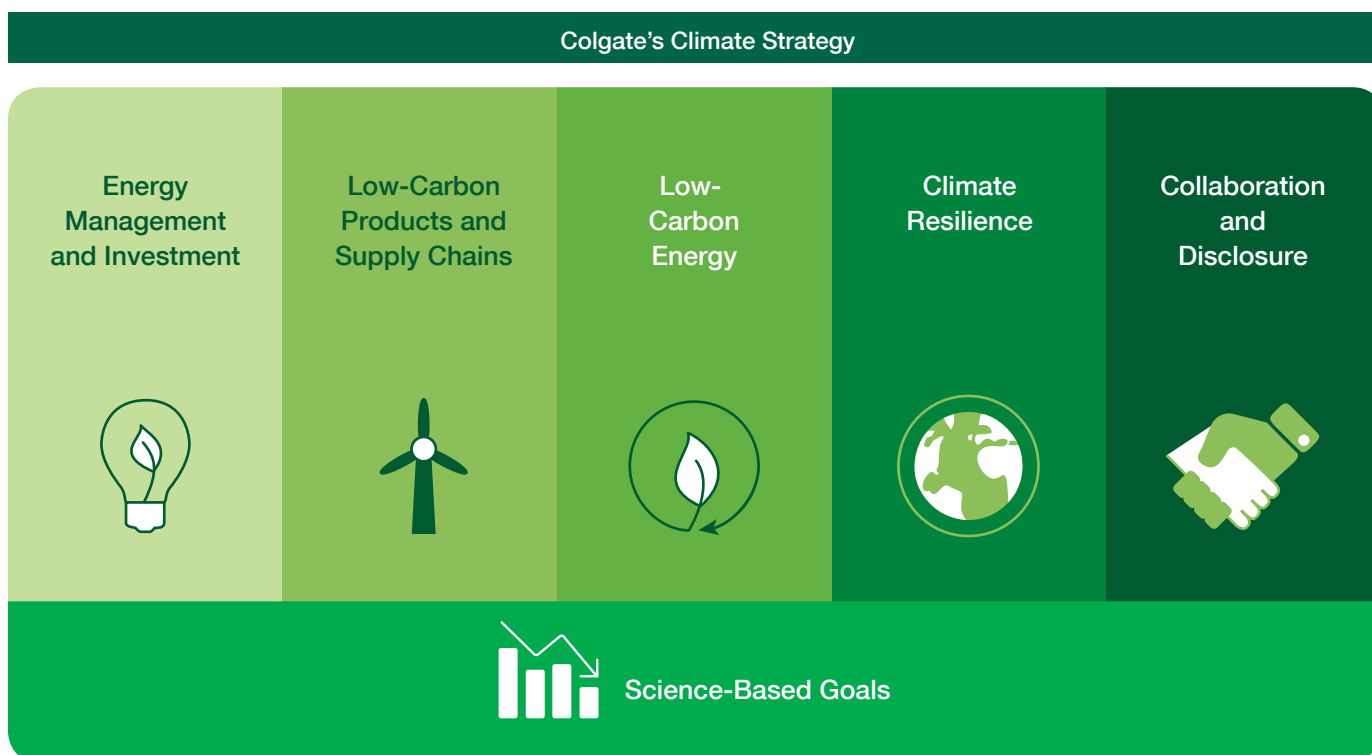 Colgate’s Climate Strategy
Energy
Management
and Investment
Low-Carbon
Products and
Supply Chains
Low-
Carbon
Energy
Climate
Resilience
Collaboration
and
Disclosure
Science-Based Goals